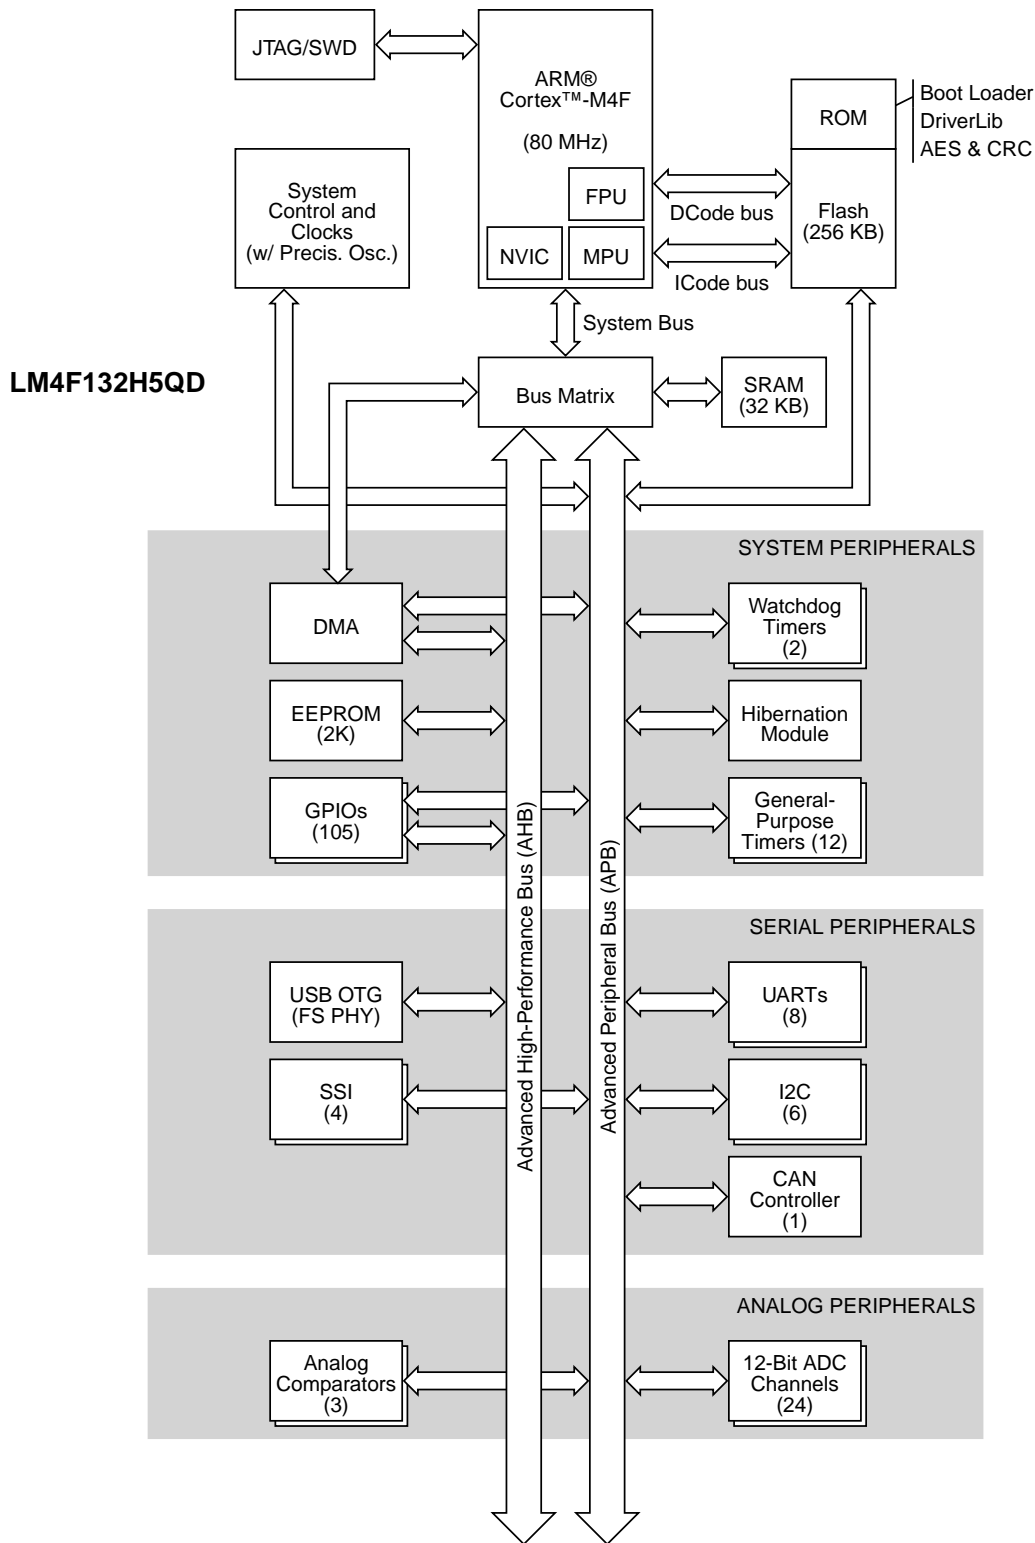 JTAG/SWD
ARM®
Cortex™-M4F
(80 MHz)
ROM
Boot Loader
DriverLib
AES & CRC
System
Control and
Clocks
(w/ Precis. Osc.)
FPU
NVIC
MPU
DCode bus
ICode bus
Flash
(256 KB)
System Bus
LM4F132H5QD
Bus Matrix
SRAM
(32 KB)
SYSTEM PERIPHERALS
DMA
Watchdog
Timers
(2)
EEPROM
(2K)
Hibernation
Module
GPIOs
(105)
General-
Purpose
Timers (12)
Advanced High-Performance Bus (AHB)
Advanced Peripheral Bus (APB)
SERIAL PERIPHERALS
USB OTG
(FS PHY)
UARTs
(8)
SSI
(4)
I2C
(6)
CAN
Controller
(1)
ANALOG PERIPHERALS
Analog
Comparators
(3)
12-Bit ADC
Channels
(24)